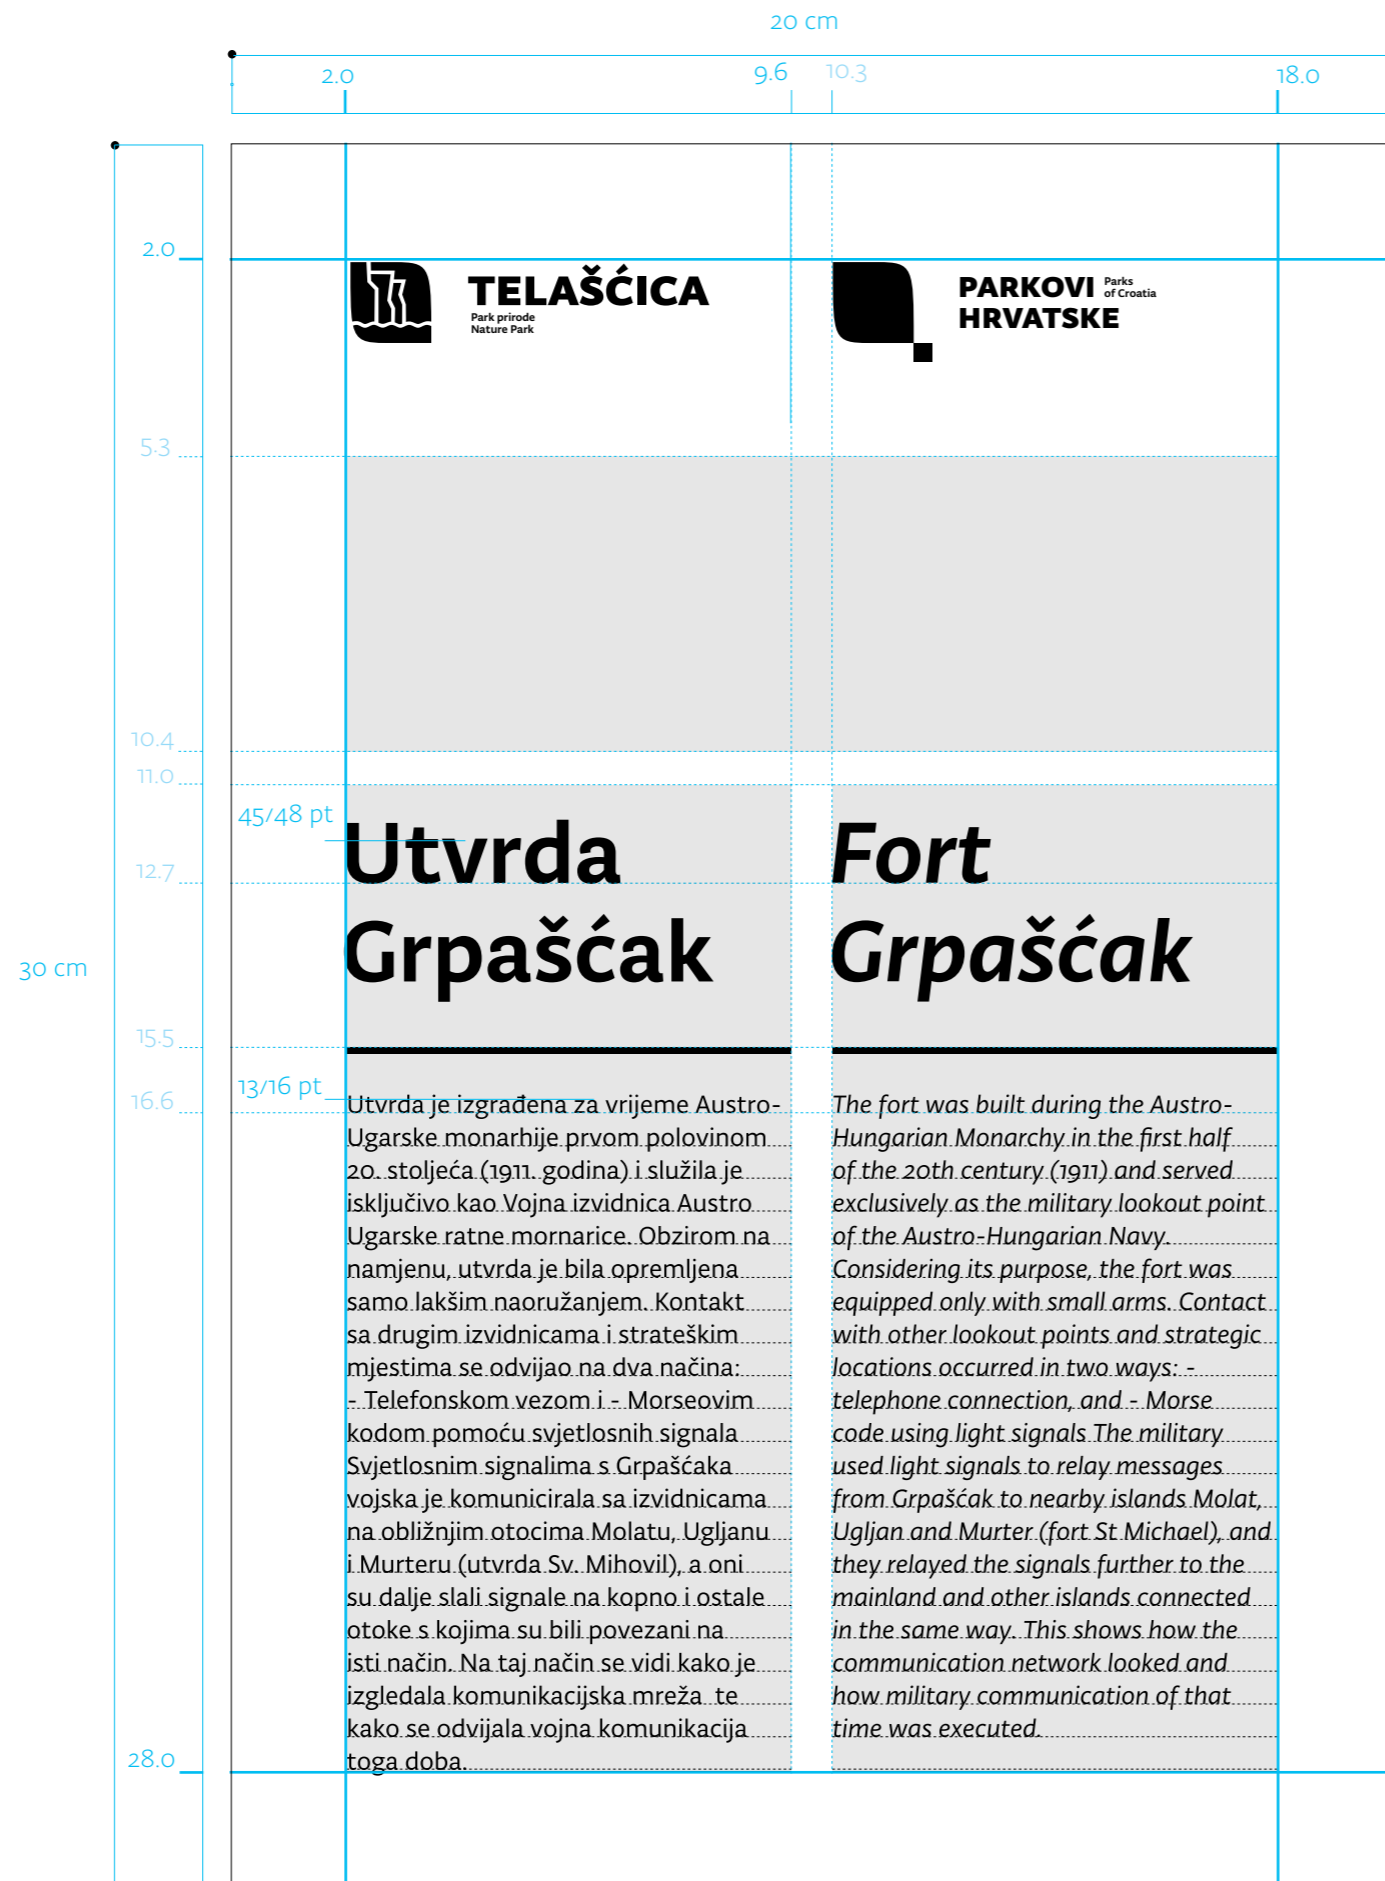 20 cm
2.0
9.6
10.3
18.0
2.0
TELAŠĆICA
Park prirode
Nature Park
PARKOVI
HRVATSKE
Parks
of Croatia
5.3
10.4
11.0
45/48 pt
12.7
Utvrda
Grpašćak
Fort
Grpašćak
30 cm
15.5
13/16 pt
16.6
Utvrda je izgrađena za vrijeme Austro-
Ugarske monarhije prvom polovinom
20. stoljeća (1911. godina) i služila je
isključivo kao Vojna izvidnica Austro
Ugarske ratne mornarice. Obzirom na
namjenu, utvrda je bila opremljena
samo lakšim naoružanjem. Kontakt
sa drugim izvidnicama i strateškim
mjestima se odvijao na dva načina:
- Telefonskom vezom i - Morseovim
kodom pomoću svjetlosnih signala
Svjetlosnim signalima s Grpašćaka
vojska je komunicirala sa izvidnicama
na obližnjim otocima Molatu, Ugljanu
i Murteru (utvrda Sv. Mihovil), a oni
su dalje slali signale na kopno i ostale
otoke s kojima su bili povezani na
isti način. Na taj način se vidi kako je
izgledala komunikacijska mreža  te
kako se odvijala vojna komunikacija
toga doba.
The fort was built during the Austro-
Hungarian Monarchy in the first half
of the 20th century (1911) and served
exclusively as the military lookout point
of the Austro-Hungarian Navy.
Considering its purpose, the fort was
equipped only with small arms. Contact
with other lookout points and strategic
locations occurred in two ways: -
telephone connection, and - Morse
code using light signals The military
used light signals to relay messages
from Grpašćak to nearby islands Molat,
Ugljan and Murter (fort St Michael), and
they relayed the signals further to the
mainland and other islands connected
in the same way. This shows how the
communication network looked and
how military communication of that
time was executed.
28.0